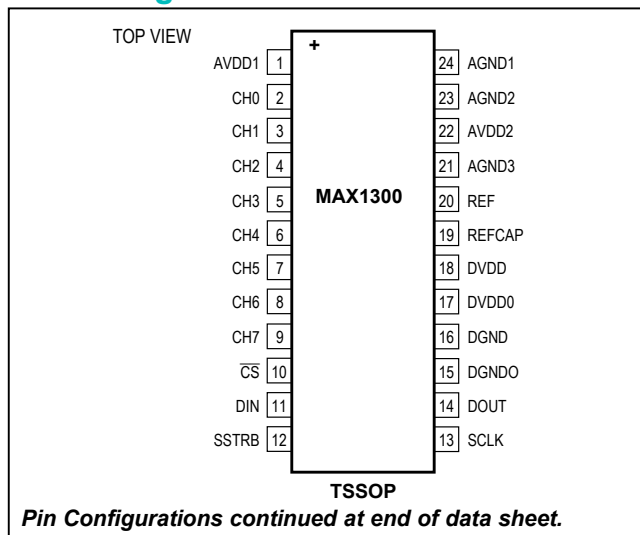 TOP VIEW
+
AVDD1 1
CH0 2
CH1 3
CH2 4
CH3 5
CH4 6
CH5 7
CH6 8
CH7 9
C̅S̅ 10
DIN 11
SSTRB 12
MAX1300
24 AGND1
23 AGND2
22 AVDD2
21 AGND3
20 REF
19 REFCAP
18 DVDD
17 DVDD0
16 DGND
15 DGNDO
14 DOUT
13 SCLK
TSSOP
Pin Configurations continued at end of data sheet.